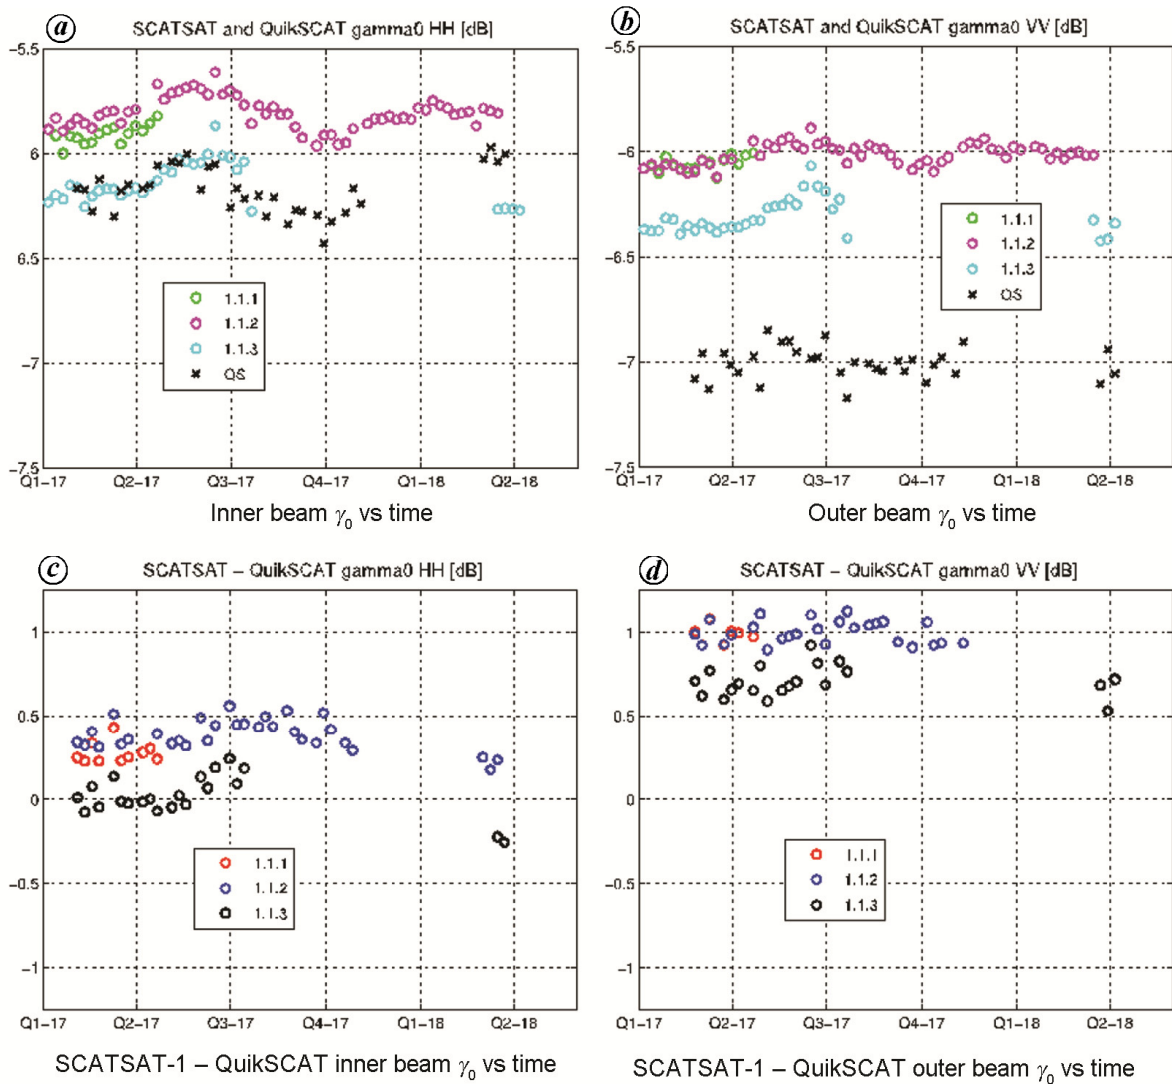 a
SCATSAT and QuikSCAT gamma0 HH [dB]
−5.5
−6
−6.5
−7
−7.5
1.1.1
1.1.2
1.1.3
QS
Q1−17
Q2−17
Q3−17
Q4−17
Q1−18
Q2−18
Inner beam γ0 vs time
b
SCATSAT and QuikSCAT gamma0 VV [dB]
−5.5
−6
−6.5
−7
−7.5
1.1.1
1.1.2
1.1.3
QS
Q1−17
Q2−17
Q3−17
Q4−17
Q1−18
Q2−18
Outer beam γ0 vs time
c
SCATSAT − QuikSCAT gamma0 HH [dB]
1
0.5
0
−0.5
−1
1.1.1
1.1.2
1.1.3
Q1−17
Q2−17
Q3−17
Q4−17
Q1−18
Q2−18
SCATSAT-1 – QuikSCAT inner beam γ0 vs time
d
SCATSAT − QuikSCAT gamma0 VV [dB]
1
0.5
0
−0.5
−1
1.1.1
1.1.2
1.1.3
Q1−17
Q2−17
Q3−17
Q4−17
Q1−18
Q2−18
SCATSAT-1 – QuikSCAT outer beam γ0 vs time